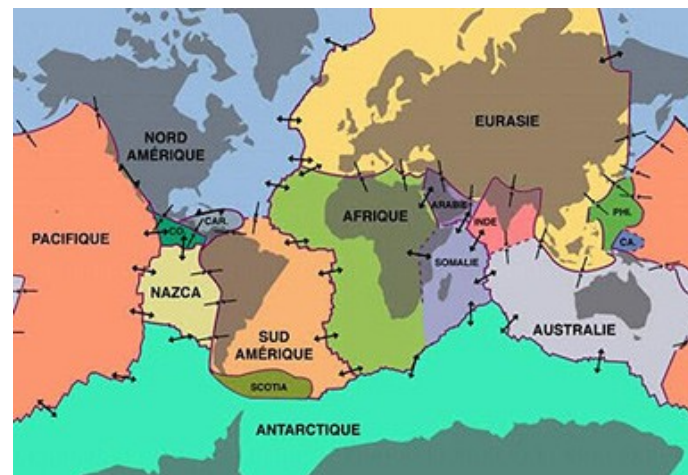 NORD
AMÉRIQUE
EURASIE
PACIFIQUE
CO.
CAR.
AFRIQUE
ARABIE
INDE
PHI.
CA.
SOMALIE
NAZCA
SUD
AMÉRIQUE
AUSTRALIE
SCOTIA
ANTARCTIQUE